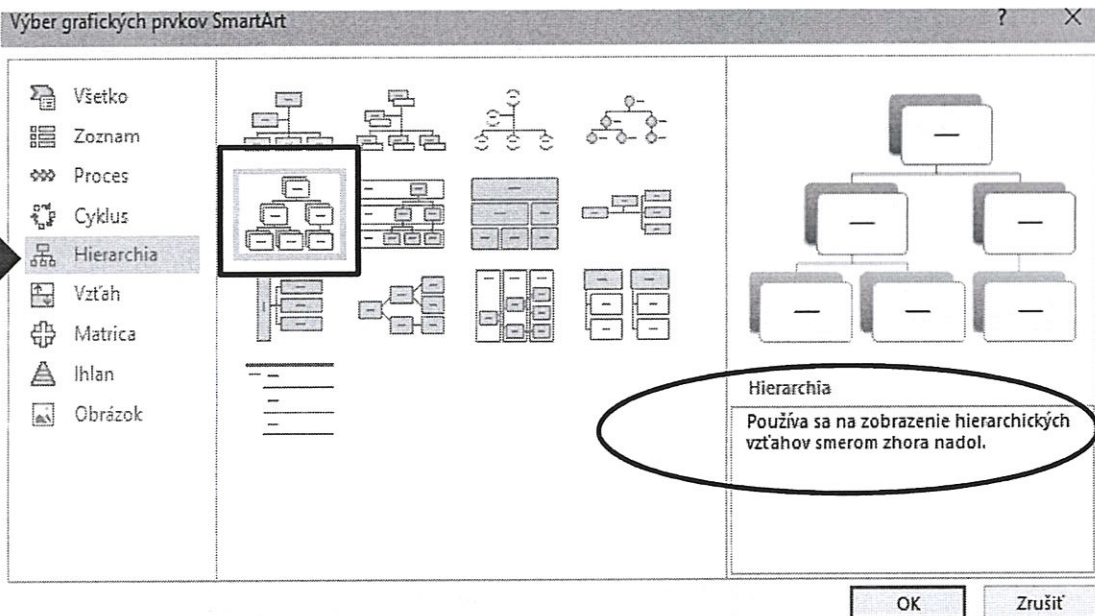 Výber grafických prvkov SmartArt
? X
Všetko
Zoznam
Proces
Cyklus
Hierarchia
Vzťah
Matrica
Ihlan
Obrázok
Hierarchia
Používa sa na zobrazenie hierarchických
vzťahov smerom zhora nadol.
OK
Zrušiť